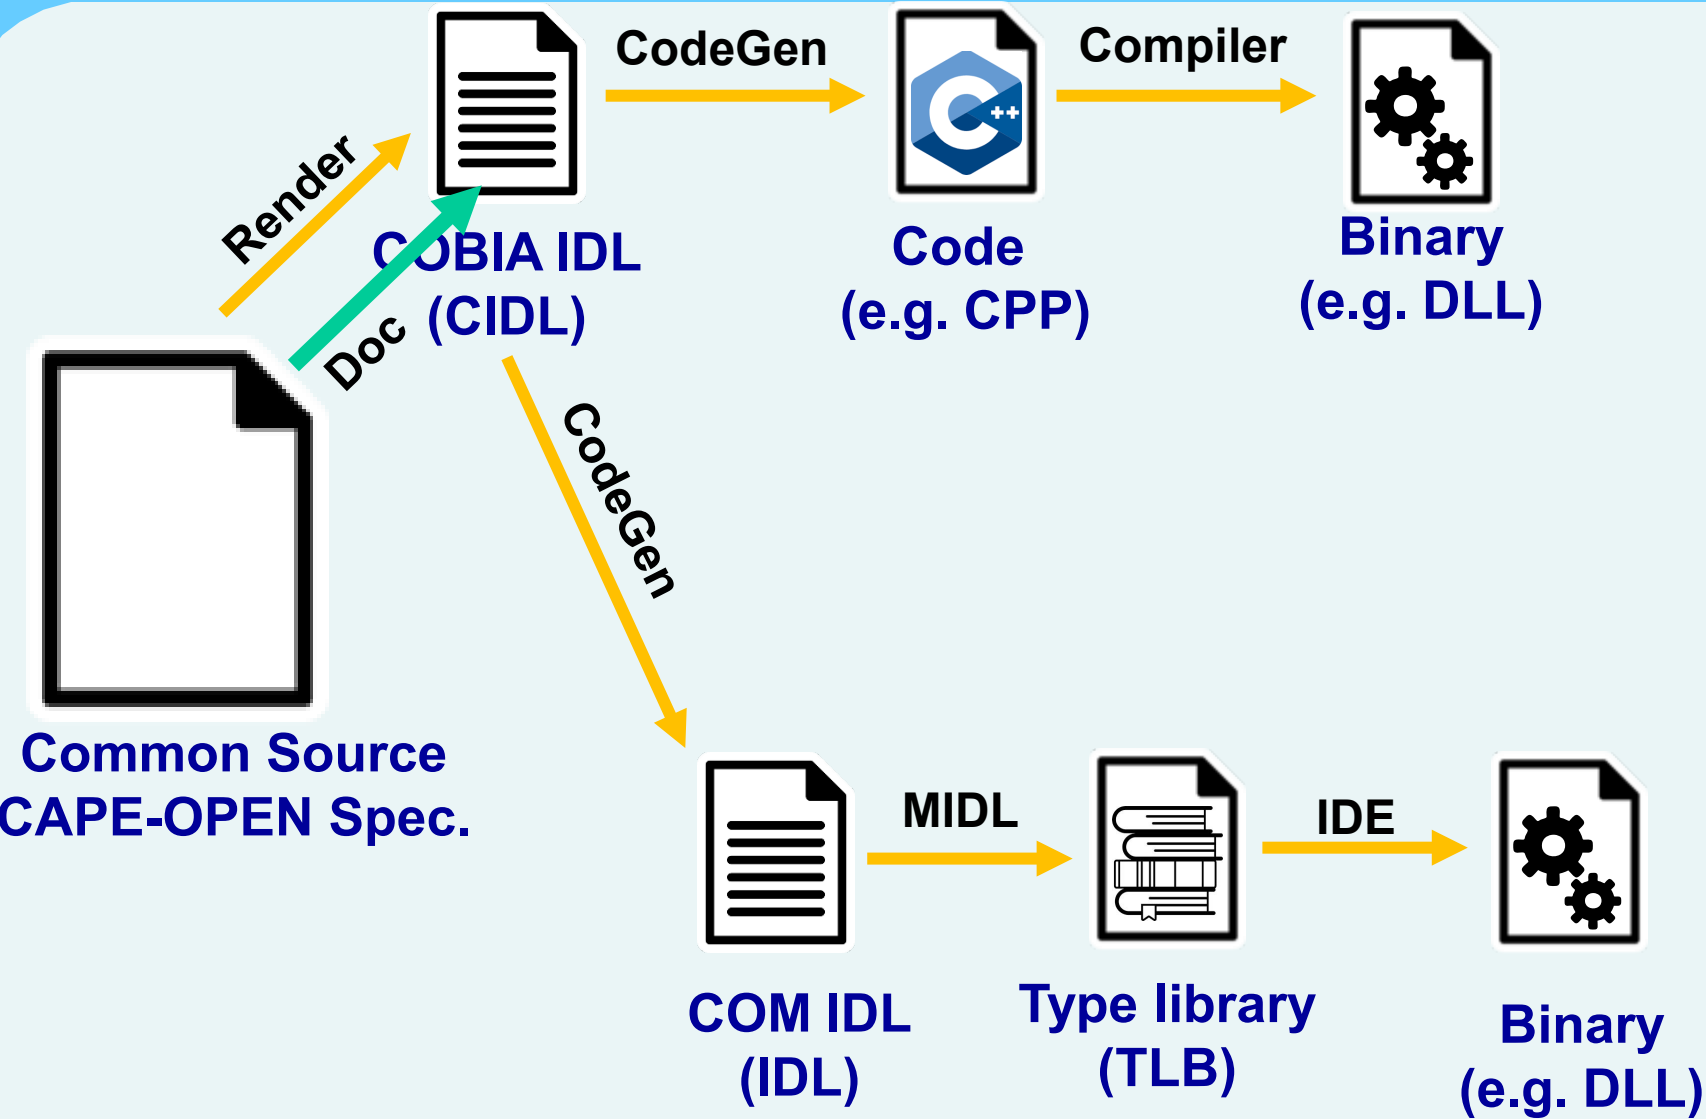 CodeGen
Compiler
Render
C++
COBIA IDL
(CIDL)
Code
(e.g. CPP)
Binary
(e.g. DLL)
Doc
CodeGen
Common Source
CAPE-OPEN Spec.
MIDL
IDE
COM IDL
(IDL)
Type library
(TLB)
Binary
(e.g. DLL)